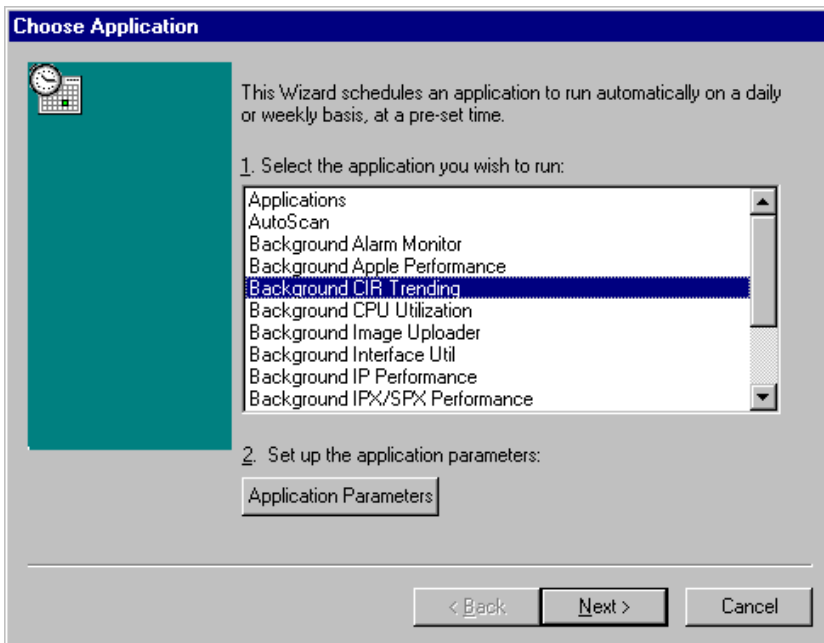 Choose Application
This Wizard schedules an application to run automatically on a daily
or weekly basis, at a pre-set time.
1. Select the application you wish to run:
Applications
AutoScan
Background Alarm Monitor
Background Apple Performance
Background CIR Trending
Background CPU Utilization
Background Image Uploader
Background Interface Util
Background IP Performance
Background IPX/SPX Performance
2. Set up the application parameters:
Application Parameters
< Back
Next >
Cancel